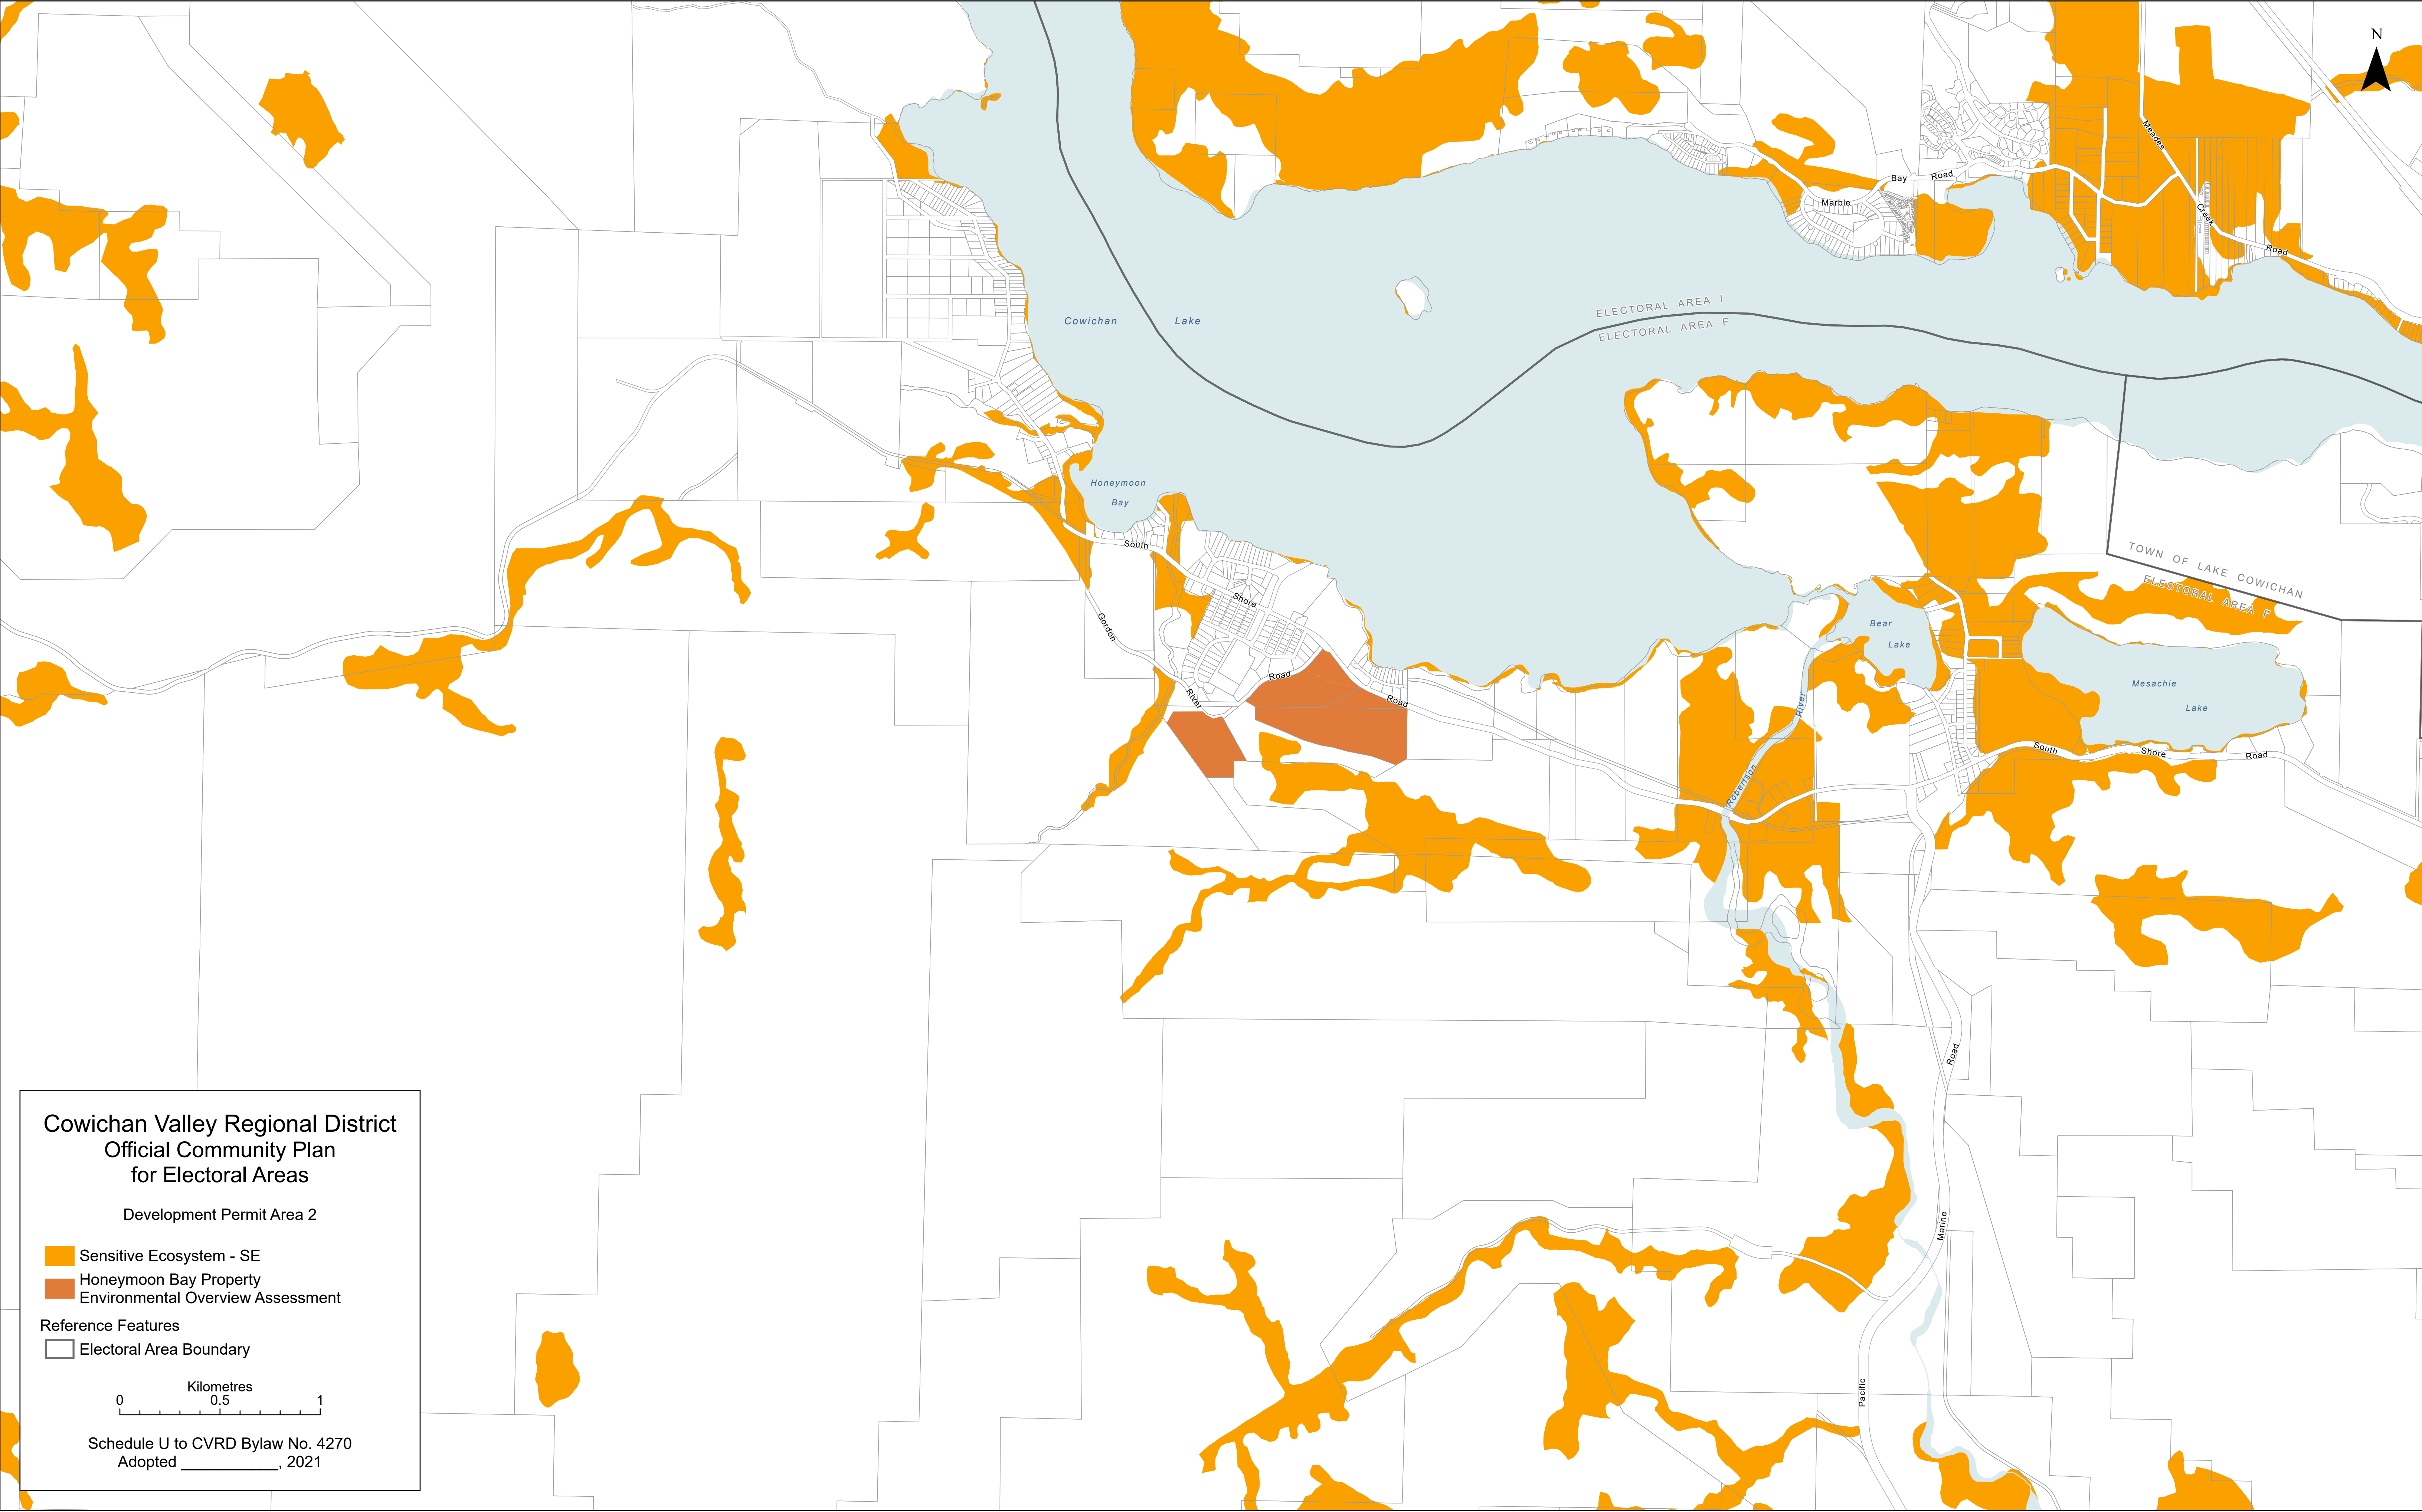 N
Meades
Creek
Road
Bay Road
Marble
ELECTORAL AREA I
ELECTORAL AREA F
Cowichan Lake
Honeymoon
Bay
South
Shore
Road
Road
Gordon
River
TOWN OF LAKE COWICHAN
ELECTORAL AREA F
Bear
Lake
Mesachie
Lake
River
Robertson
South
Shore
Road
Road
Marine
Pacific
Cowichan Valley Regional District
Official Community Plan
for Electoral Areas
Development Permit Area 2
Sensitive Ecosystem - SE
Honeymoon Bay Property
Environmental Overview Assessment
Reference Features
Electoral Area Boundary
Kilometres
0 0.5 1
Schedule U to CVRD Bylaw No. 4270
Adopted ___________, 2021